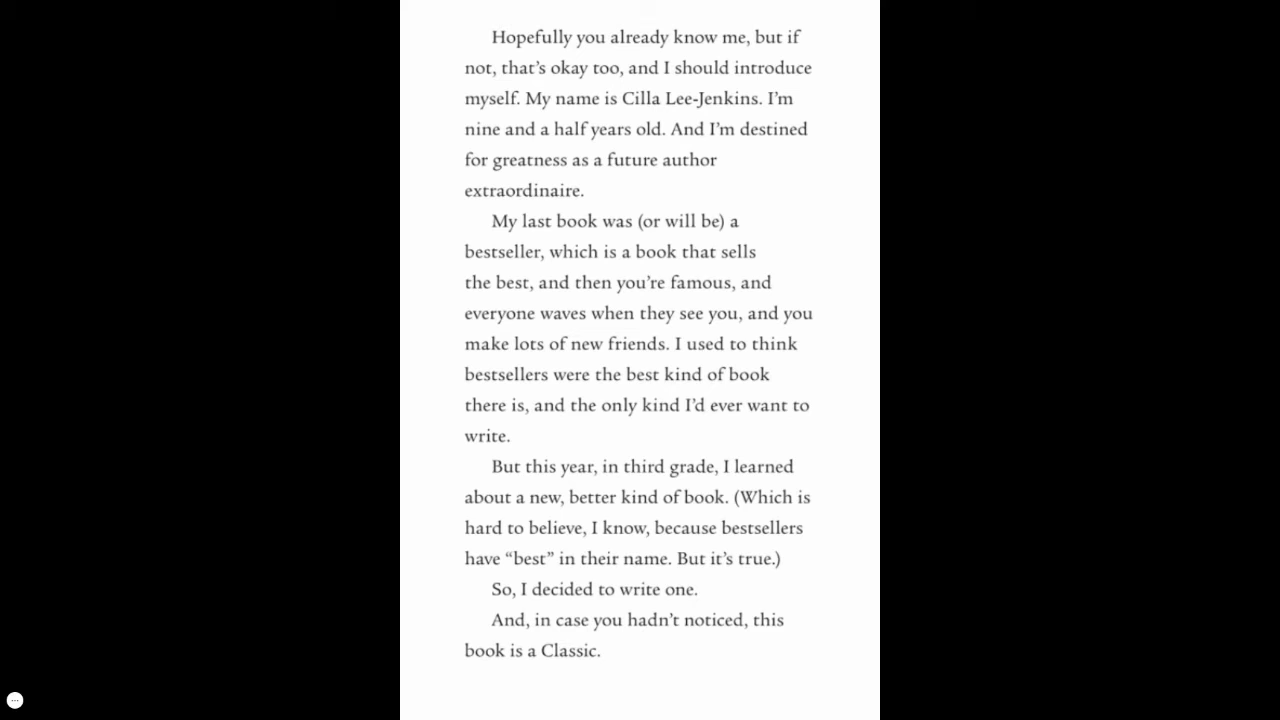 Hopefully you already know me, but if
not, that’s okay too, and I should introduce
myself. My name is Cilla Lee-Jenkins. I’m
nine and a half years old. And I’m destined
for greatness as a future author
extraordinaire.
My last book was (or will be) a
bestseller, which is a book that sells
the best, and then you’re famous, and
everyone waves when they see you, and you
make lots of new friends. I used to think
bestsellers were the best kind of book
there is, and the only kind I’d ever want to
write.
But this year, in third grade, I learned
about a new, better kind of book. (Which is
hard to believe, I know, because bestsellers
have “best” in their name. But it’s true.)
So, I decided to write one.
And, in case you hadn’t noticed, this
book is a Classic.